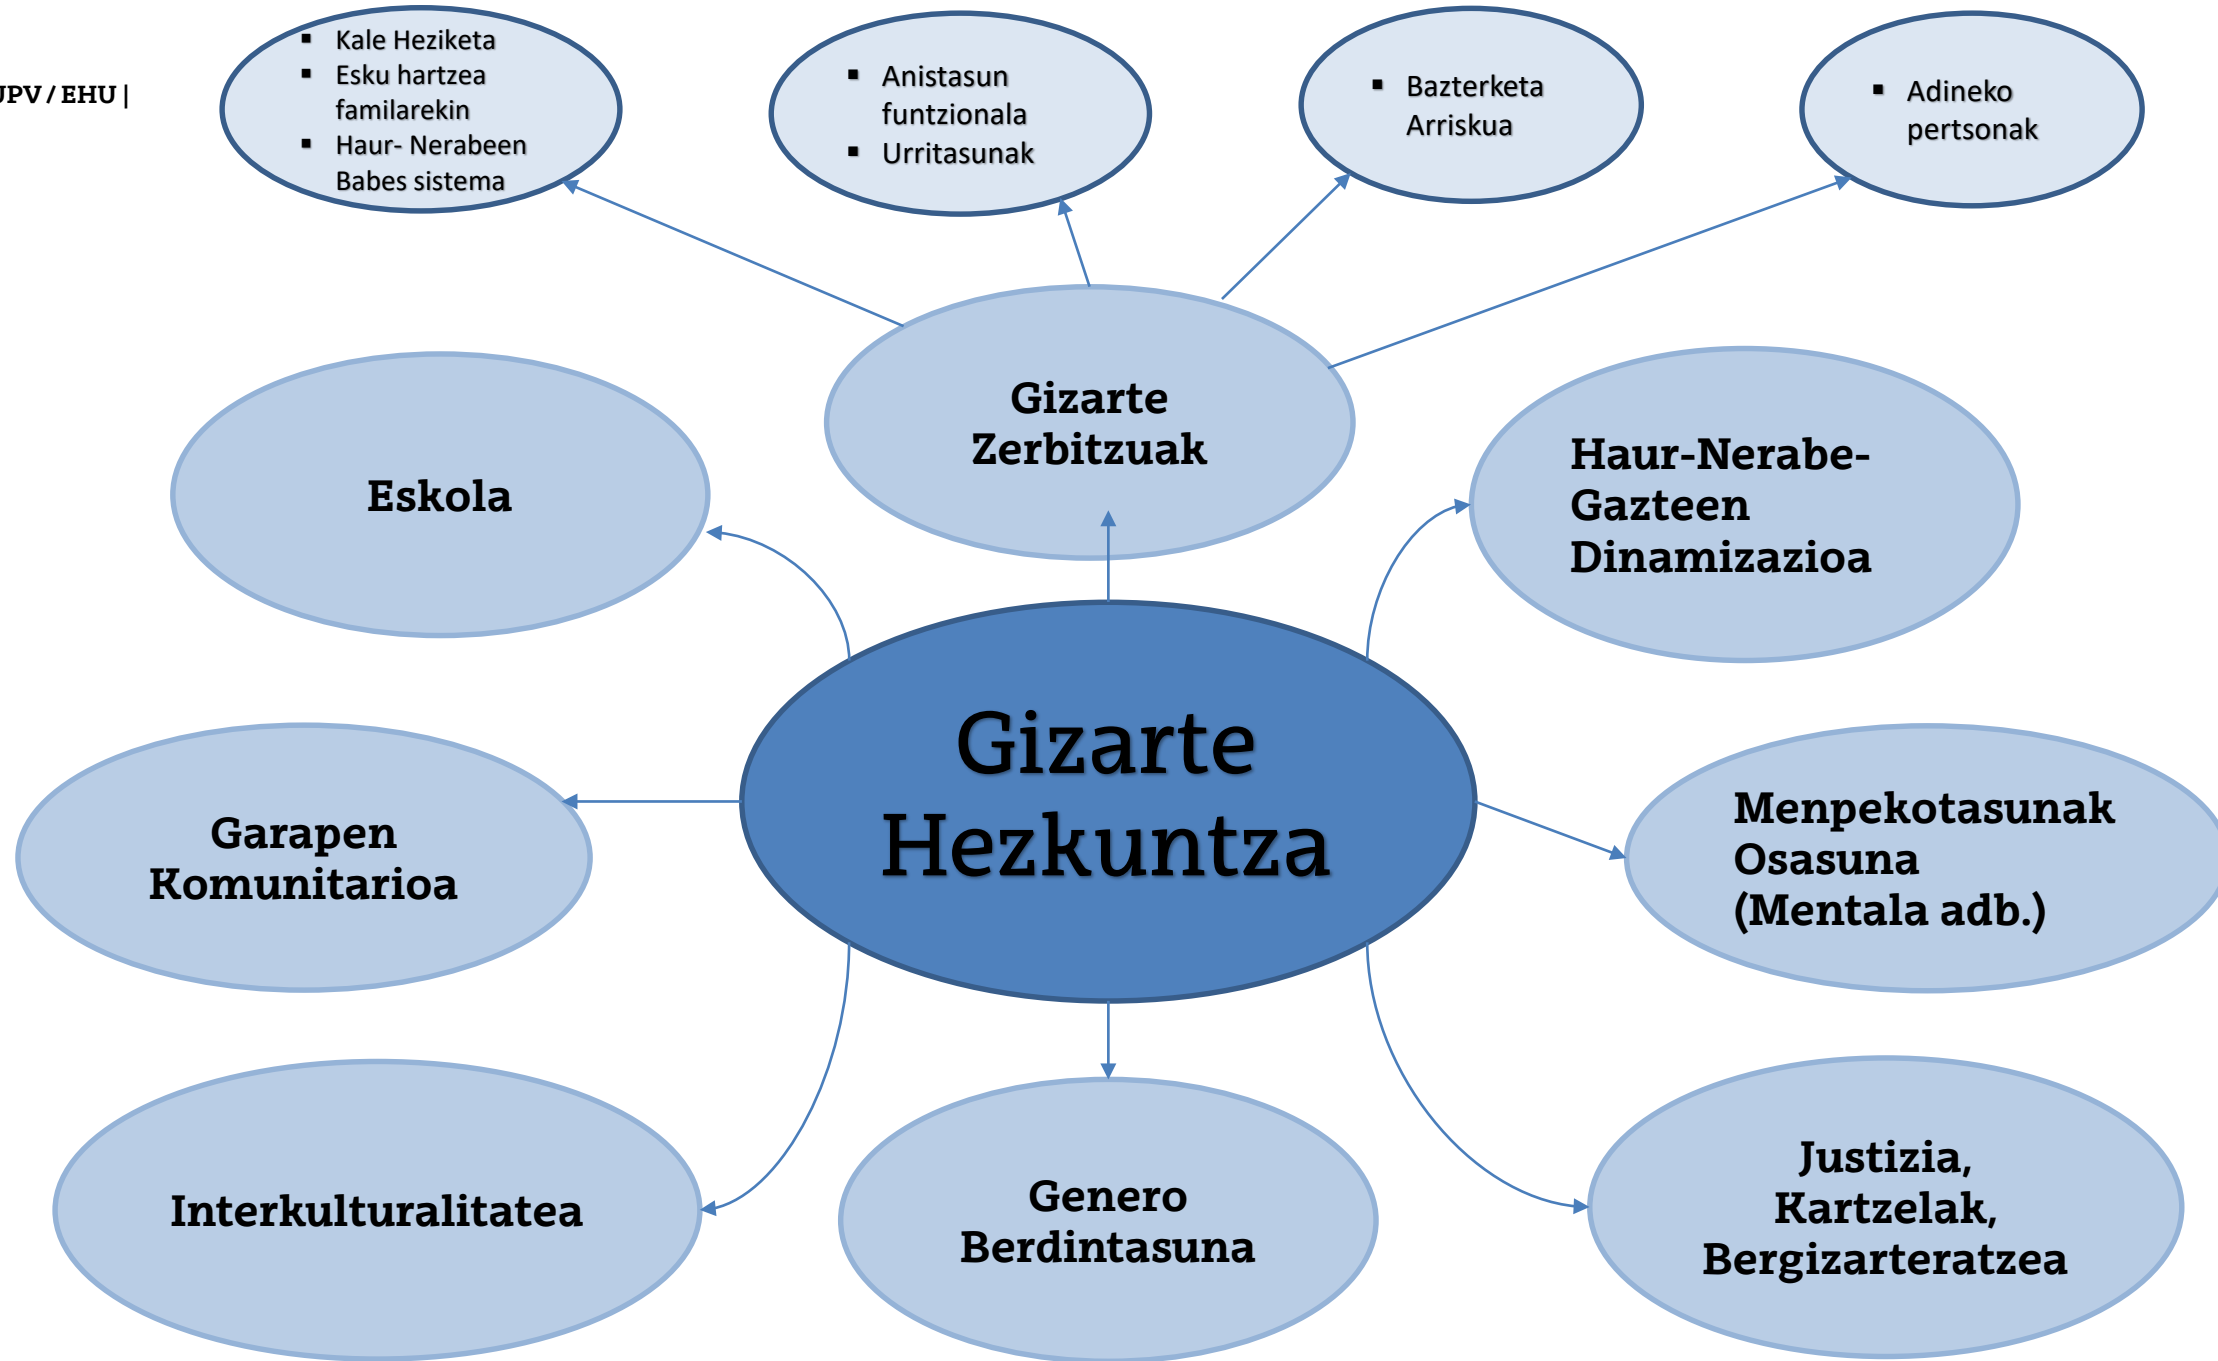 UPV / EHU |
▪ Kale Heziketa
▪ Esku hartzea
familarekin
▪ Haur- Nerabeen
Babes sistema
▪ Anistasun
funtzionala
▪ Urritasunak
▪ Bazterketa
Arriskua
▪ Adineko
pertsonak
Gizarte
Zerbitzuak
Eskola
Haur-Nerabe-
Gazteen
Dinamizazioa
Gizarte
Hezkuntza
Garapen
Komunitarioa
Menpekotasunak
Osasuna
(Mentala adb.)
Interkulturalitatea
Genero
Berdintasuna
Justizia,
Kartzelak,
Bergizarteratzea